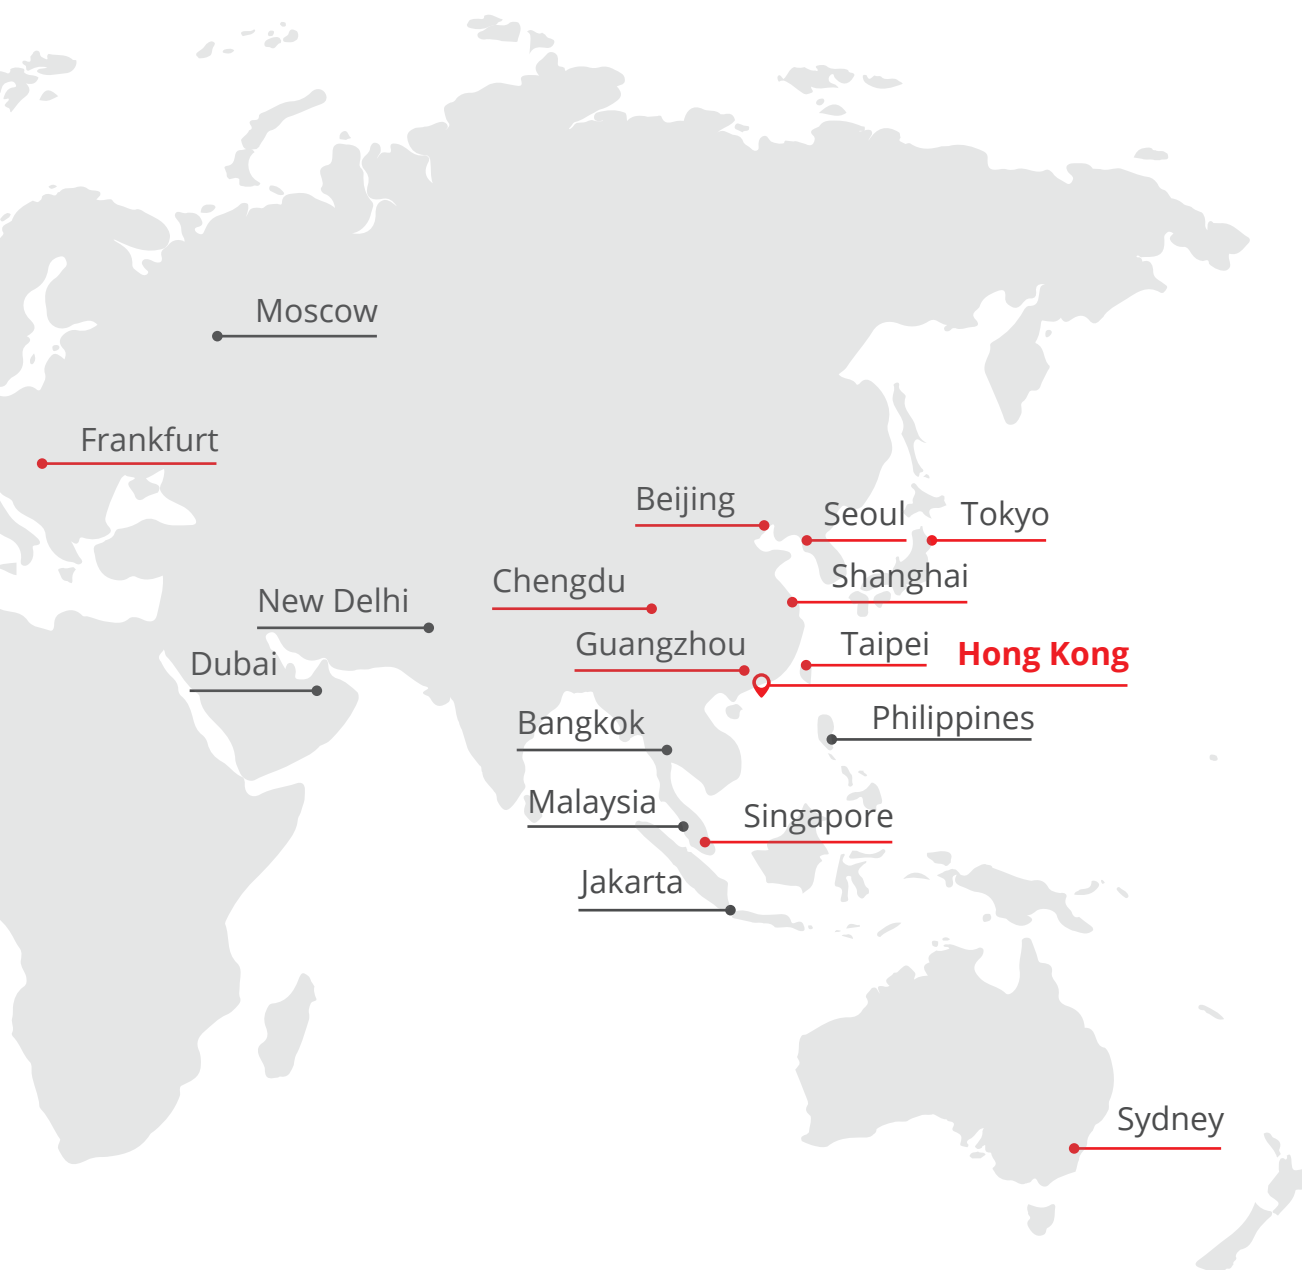 Moscow
Frankfurt
Beijing
Seoul
Tokyo
Chengdu
Shanghai
New Delhi
Guangzhou
Taipei
Hong Kong
Dubai
Bangkok
Philippines
Malaysia
Singapore
Jakarta
Sydney